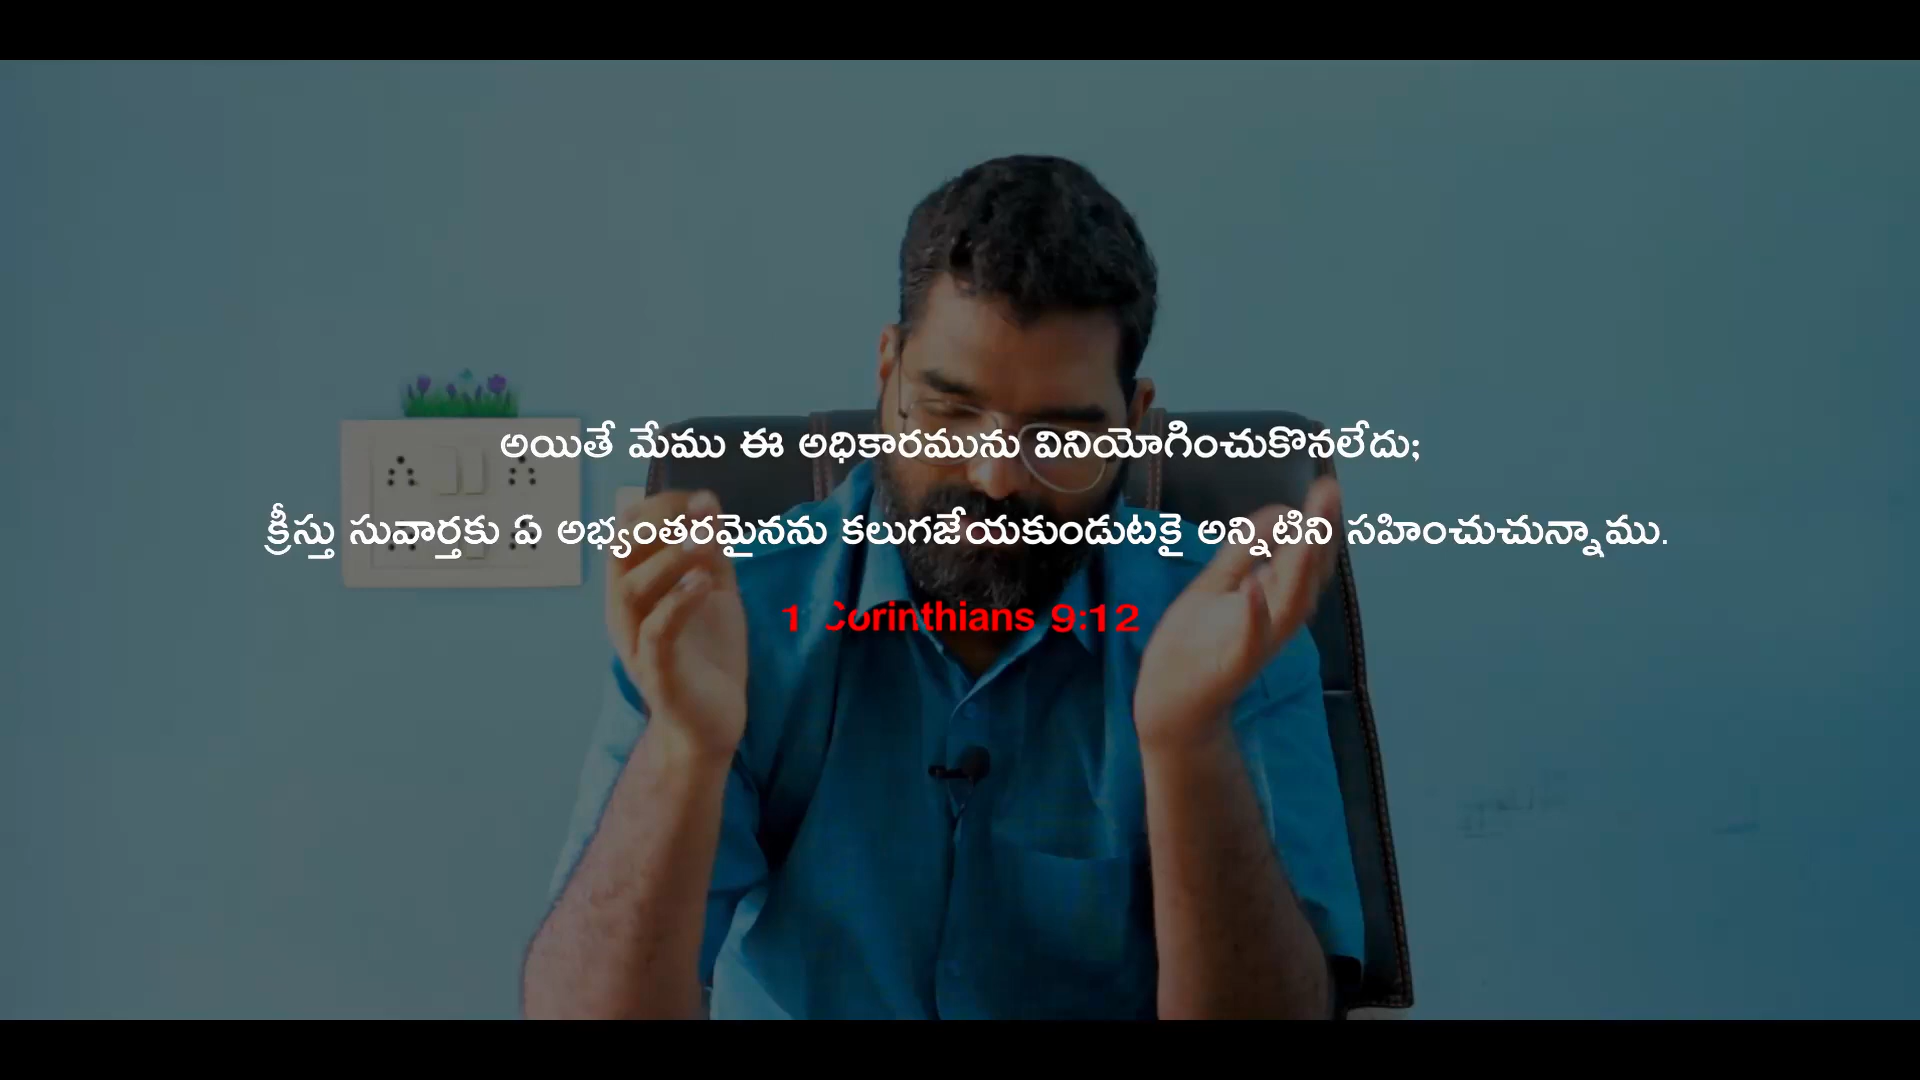 అయితే మేము ఈ అధికారమును వినియోగించుకొనలేదు;
క్రీస్తు సువార్తకు ఏ అభ్యంతరమైనను కలుగజేయకుండుటకై అన్నిటిని సహించుచున్నాము.
1 Corinthians 9:12